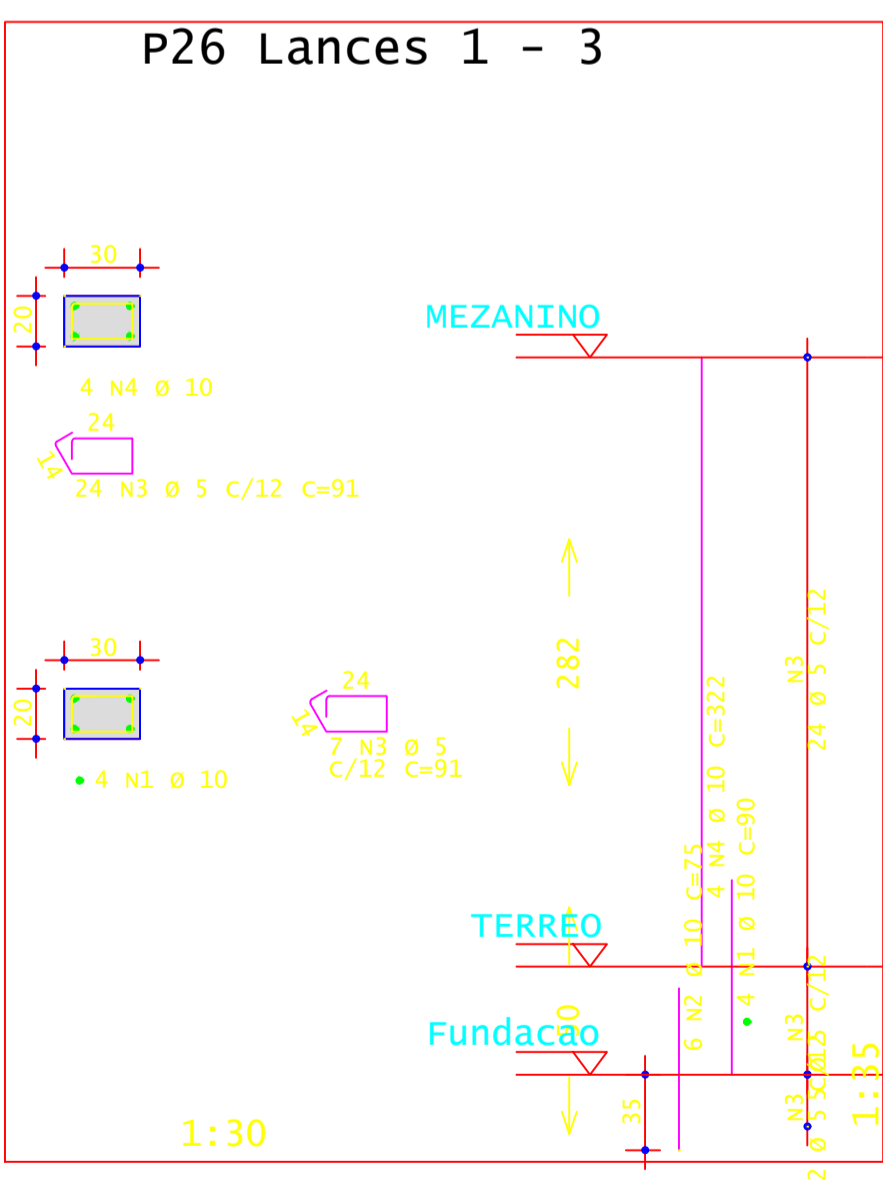 P26 Lances 1 - 3
30
20
MEZANINO
4 N4 Ø 10
24
14
24 N3 Ø 5 C/12 C=91
282
N3
24 Ø 5 C/12
30
20
24
14
7 N3 Ø 5
C/12 C=91
4 N1 Ø 10
4 N4 Ø 10 C=322
6 N2 Ø 10 C=75
4 N1 Ø 10 C=90
TERREO
Fundacao
50
N3
N3
35
1:30
1:35